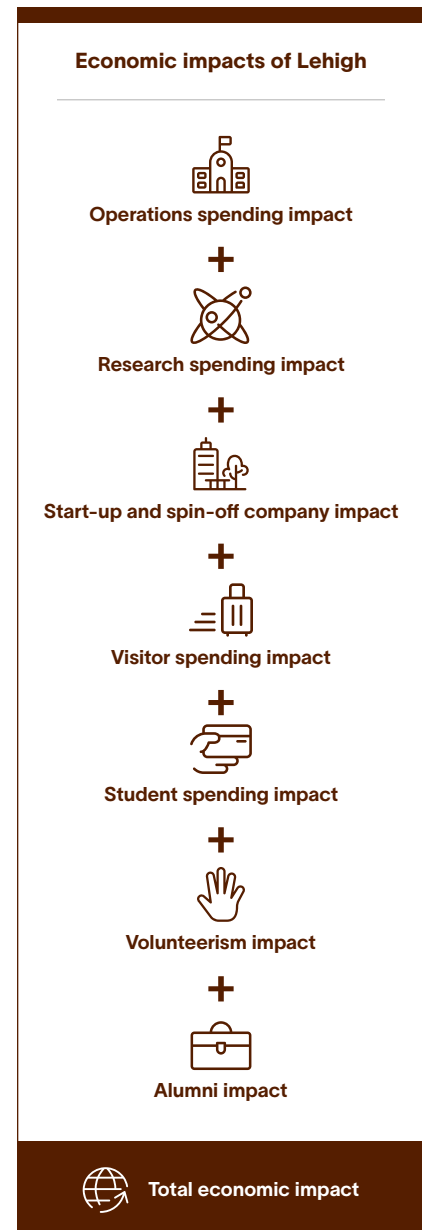 Economic impacts of Lehigh
Operations spending impact
+
Research spending impact
+
Start-up and spin-off company impact
+
Visitor spending impact
+
Student spending impact
+
Volunteerism impact
+
Alumni impact
Total economic impact